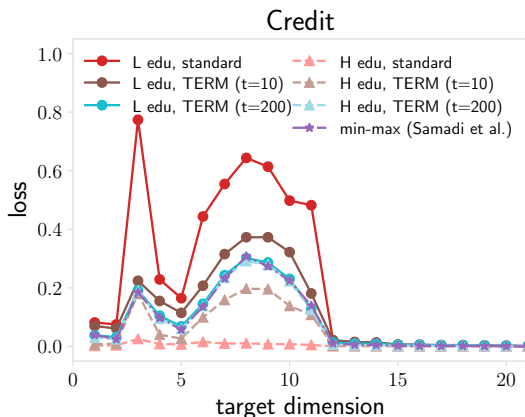 Credit
1.0
0.8
0.6
0.4
0.2
0.0
loss
L edu, standard
L edu, TERM (t=10)
L edu, TERM (t=200)
H edu, standard
H edu, TERM (t=10)
H edu, TERM (t=200)
min-max (Samadi et al.)
0 5 10 15 20
target dimension